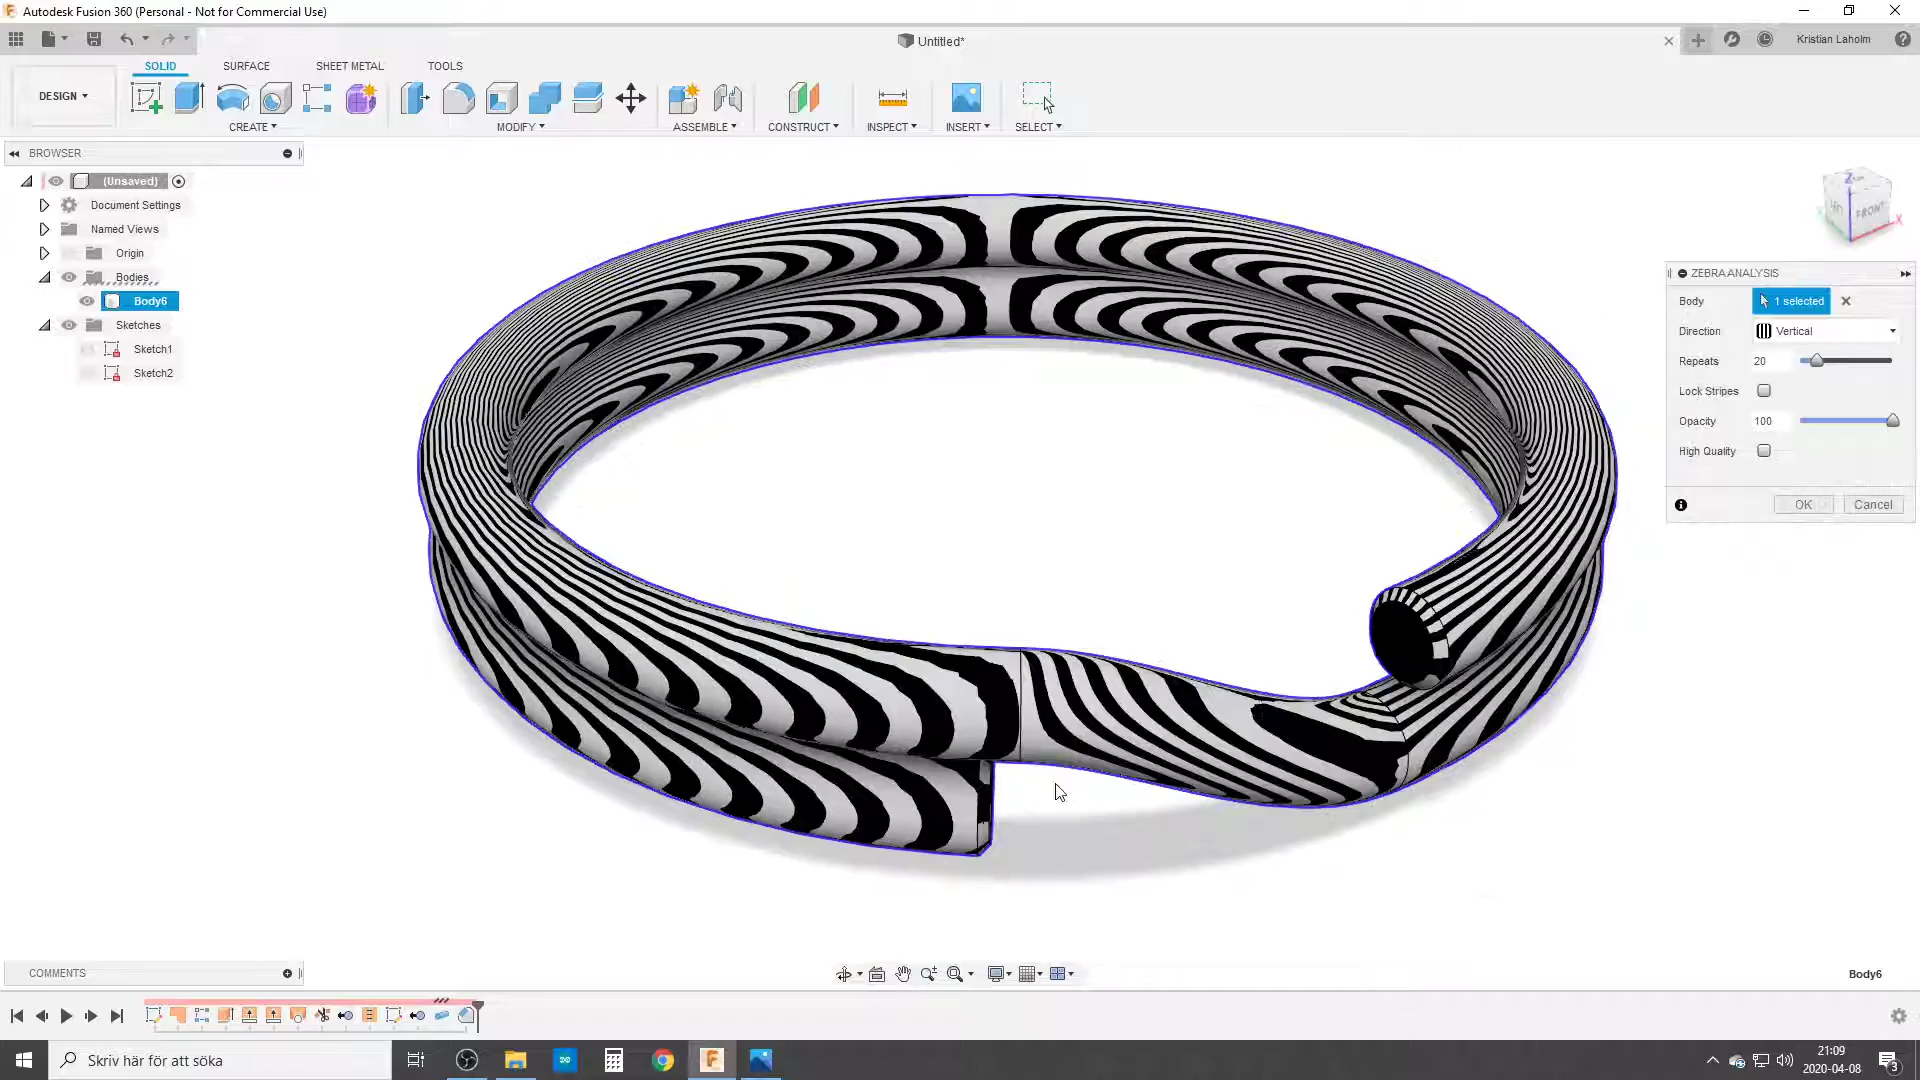 Autodesk Fusion 360 (Personal - Not for Commercial Use)
Untitled*
Kristian Laholm
SOLID SURFACE SHEET METAL TOOLS
DESIGN
CREATE MODIFY ASSEMBLE CONSTRUCT INSPECT INSERT SELECT
BROWSER
(Unsaved)
Document Settings
Named Views
Origin
Bodies
Body6
Sketches
Sketch1
Sketch2
Z
FRONT
X
ZEBRA ANALYSIS
Body 1 selected
Direction Vertical
Repeats 20
Lock Stripes
Opacity 100
High Quality
OK Cancel
COMMENTS
Body6
Skriv här för att söka
21:09
2020-04-08
3